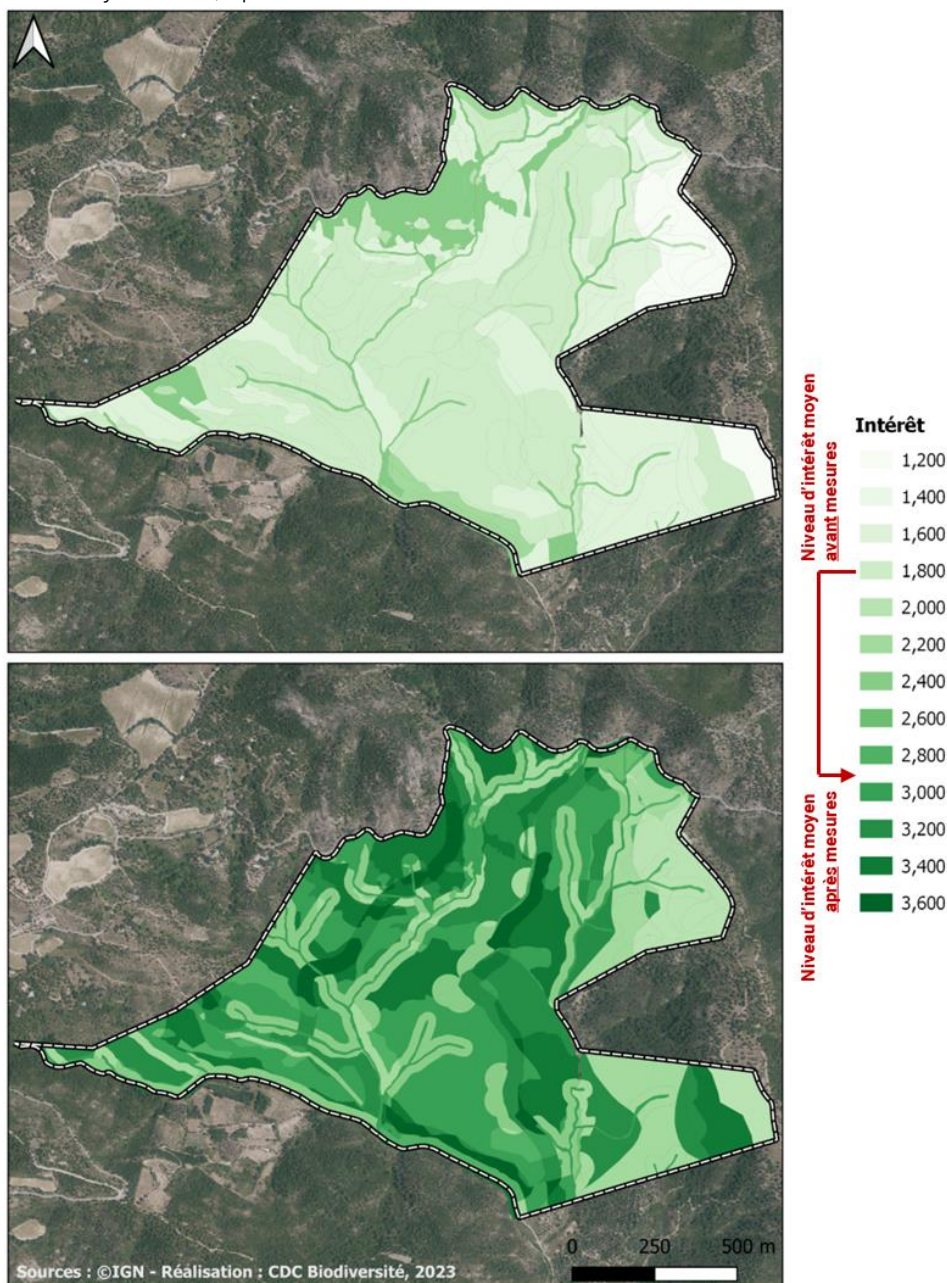 Niveau d'intérêt moyen
avant mesures
Intérêt
1,200
1,400
1,600
1,800
2,000
2,200
2,400
2,600
2,800
3,000
3,200
3,400
3,600
Niveau d'intérêt moyen
après mesures
0 250 500 m
Sources : ©IGN - Réalisation : CDC Biodiversité, 2023